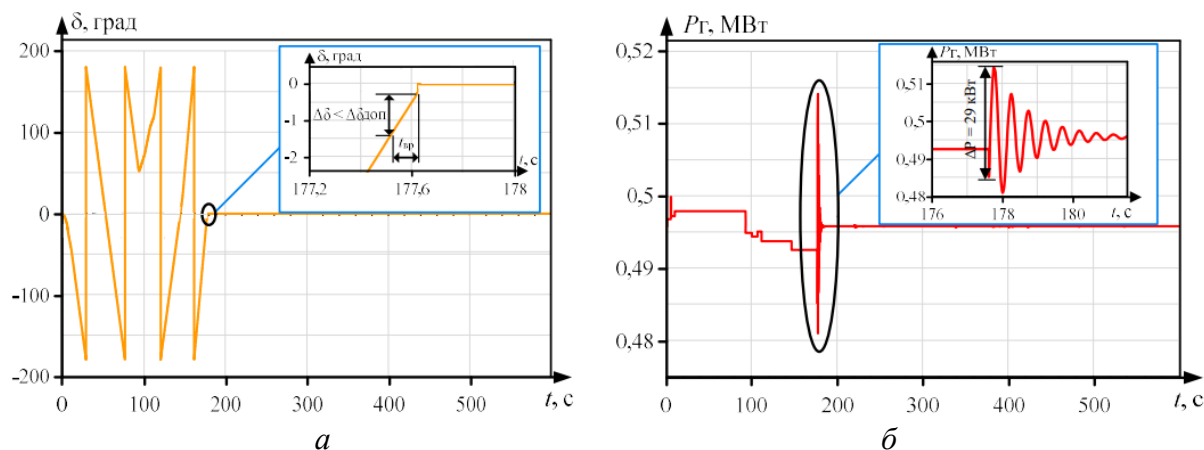 δ, град
200
100
0
-100
-200
0
100
200
300
400
500
t, с
δ, град
0
-1
-2
Δδ < Δδдоп
tвр
t, с
177,2
177,6
178
а
Pг, МВт
0,52
0,51
0,5
0,49
0,48
0
100
200
300
400
500
t, с
Pг, МВт
0,51
0,5
0,49
0,48
ΔP = 29 кВт
176
178
180
t, с
б